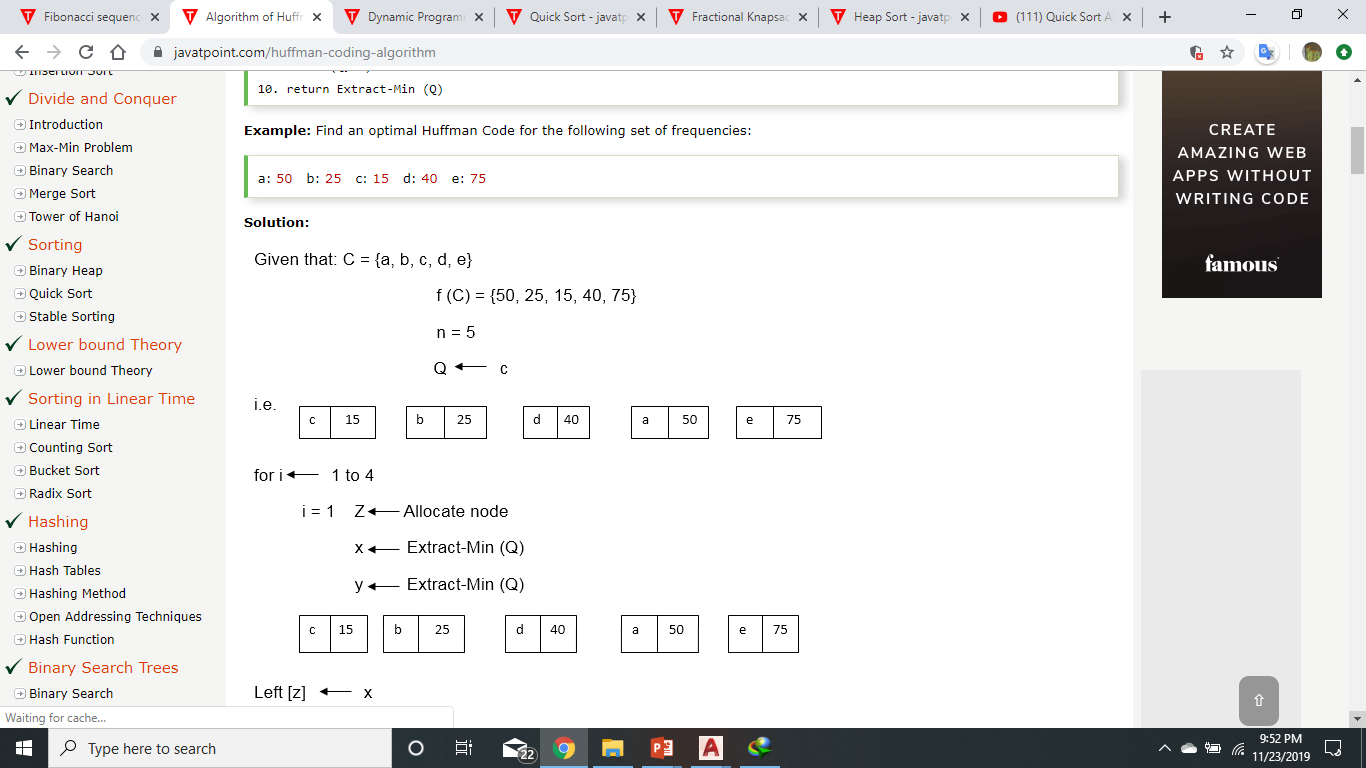 Fibonacci sequenc
Algorithm of Huffr
Dynamic Programm
Quick Sort - javatp
Fractional Knapsac
Heap Sort - javatp
(111) Quick Sort A
javatpoint.com/huffman-coding-algorithm
Insertion Sort
Divide and Conquer
Introduction
Max-Min Problem
Binary Search
Merge Sort
Tower of Hanoi
Sorting
Binary Heap
Quick Sort
Stable Sorting
Lower bound Theory
Lower bound Theory
Sorting in Linear Time
Linear Time
Counting Sort
Bucket Sort
Radix Sort
Hashing
Hashing
Hash Tables
Hashing Method
Open Addressing Techniques
Hash Function
Binary Search Trees
Binary Search
Waiting for cache...
10. return Extract-Min (Q)
Example: Find an optimal Huffman Code for the following set of frequencies:
a: 50 b: 25 c: 15 d: 40 e: 75
Solution:
Given that: C = {a, b, c, d, e}
f (C) = {50, 25, 15, 40, 75}
n = 5
Q ← c
i.e.
c 15 b 25 d 40 a 50 e 75
for i ← 1 to 4
i = 1 Z ← Allocate node
x ← Extract-Min (Q)
y ← Extract-Min (Q)
c 15 b 25 d 40 a 50 e 75
Left [z] ← x
CREATE
AMAZING WEB
APPS WITHOUT
WRITING CODE
famous
Type here to search
22
9:52 PM
11/23/2019